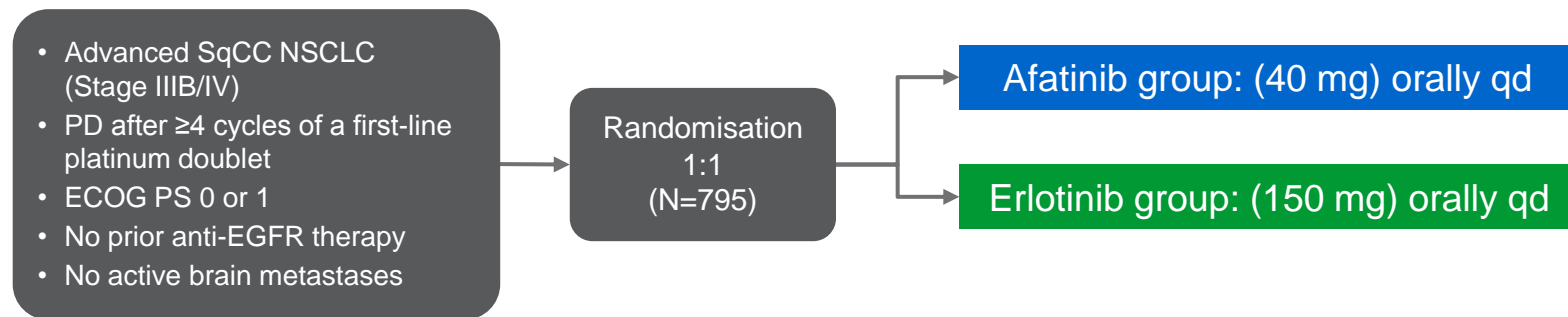 • Advanced SqCC NSCLC
(Stage IIIB/IV)
• PD after ≥4 cycles of a first-line
platinum doublet
• ECOG PS 0 or 1
• No prior anti-EGFR therapy
• No active brain metastases
Randomisation
1:1
(N=795)
Afatinib group: (40 mg) orally qd
Erlotinib group: (150 mg) orally qd